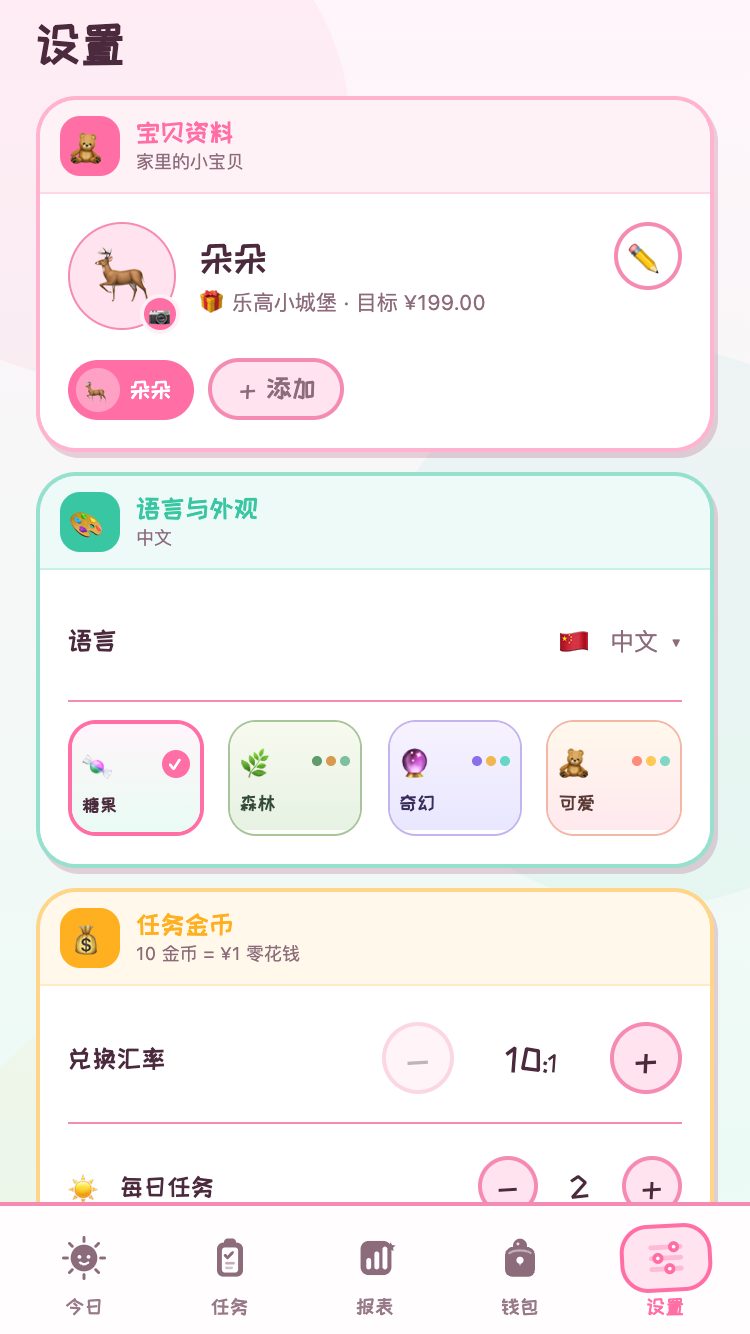 设置
宝贝资料
家里的小宝贝
朵朵
乐高小城堡 · 目标 ¥199.00
朵朵
+ 添加
语言与外观
中文
语言
中文
糖果
森林
奇幻
可爱
任务金币
10 金币 = ¥1 零花钱
兑换汇率
− 10:1 +
每日任务
− 2 +
今日
任务
报表
钱包
设置